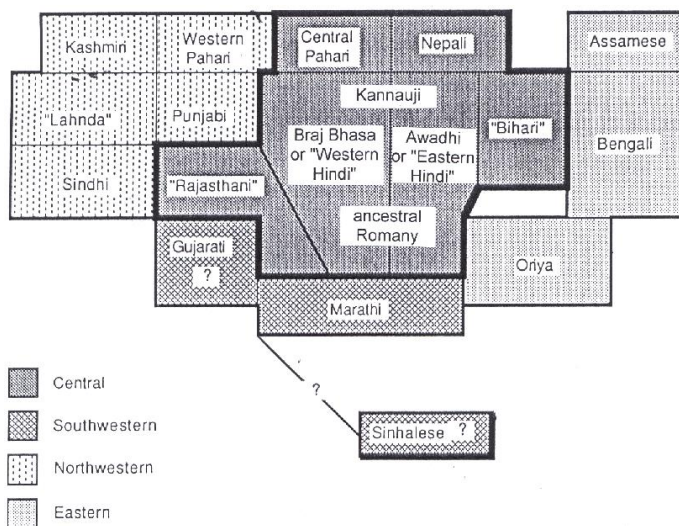 Kashmiri
Western
Pahari
Central
Pahari
Nepali
Assamese
"Lahnda"
Punjabi
Kannauji
Braj Bhasa
or "Western
Hindi"
Awadhi
or "Eastern
Hindi"
"Bihari"
Bengali
Sindhi
"Rajasthani"
ancestral
Romany
Gujarati
?
Oriya
Marathi
?
Sinhalese ?
Central
Southwestern
Northwestern
Eastern